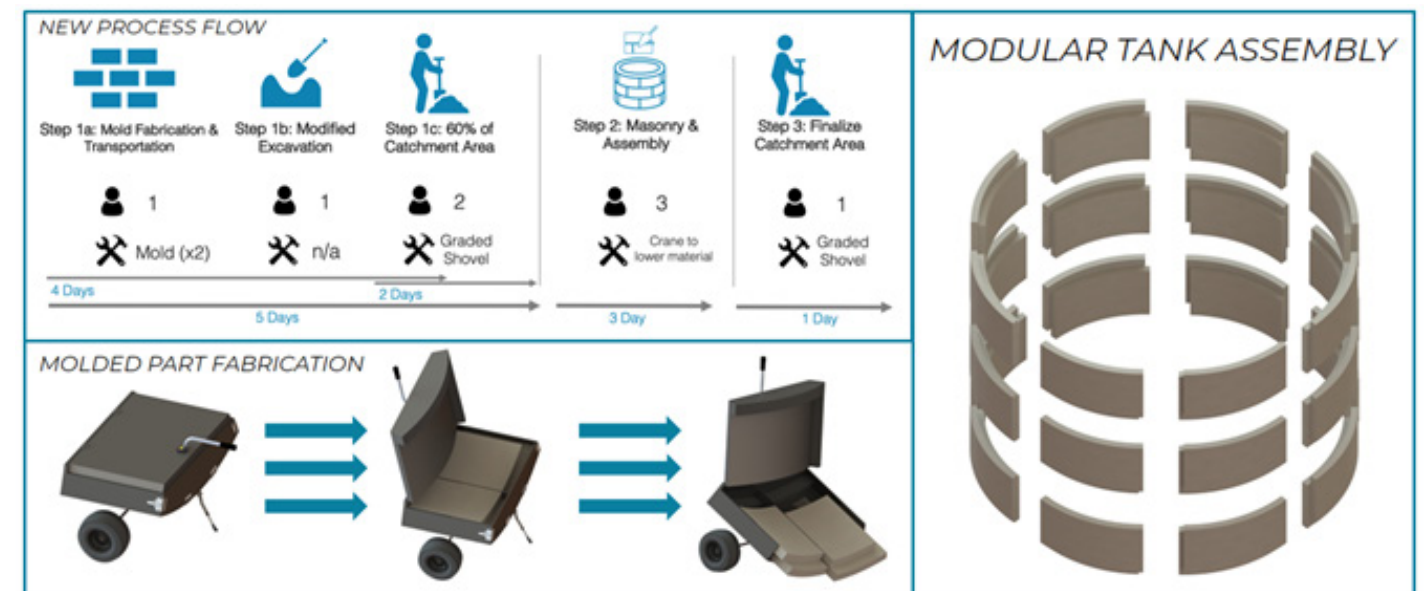 NEW PROCESS FLOW
Step 1a: Mold Fabrication &
Transportation
Step 1b: Modified
Excavation
Step 1c: 60% of
Catchment Area
Step 2: Masonry &
Assembly
Step 3: Finalize
Catchment Area
1
1
2
3
1
Mold (x2)
n/a
Graded
Shovel
Crane to
lower material
Graded
Shovel
4 Days
2 Days
5 Days
3 Day
1 Day
MOLDED PART FABRICATION
MODULAR TANK ASSEMBLY